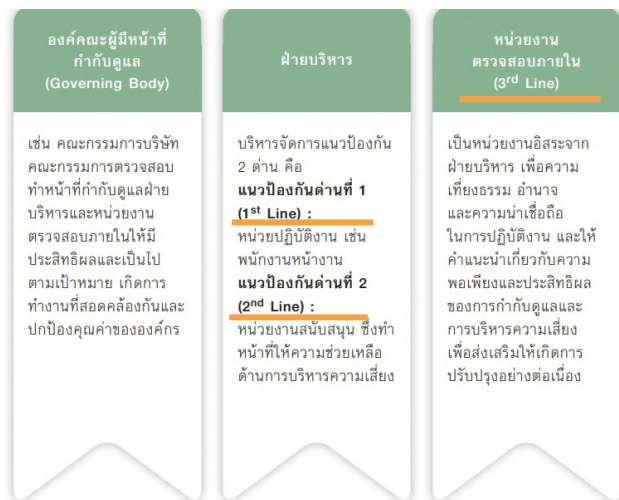 องค์คณะผู้มีหน้าที่
กำกับดูแล
(Governing Body)
เช่น คณะกรรมการบริษัท
คณะกรรมการตรวจสอบ
ทำหน้าที่กำกับดูแลฝ่าย
บริหารและหน่วยงาน
ตรวจสอบภายในให้มี
ประสิทธิผลและเป็นไป
ตามเป้าหมาย เกิดการ
ทำงานที่สอดคล้องกันและ
ปกป้องคุณค่าขององค์กร
ฝ่ายบริหาร
บริหารจัดการแนวป้องกัน
2 ด้าน คือ
แนวป้องกันด่านที่ 1
(1st Line) :
หน่วยปฏิบัติงาน เช่น
พนักงานหน้างาน
แนวป้องกันด่านที่ 2
(2nd Line) :
หน่วยงานสนับสนุน ซึ่งทำ
หน้าที่ให้ความช่วยเหลือ
ด้านการบริหารความเสี่ยง
หน่วยงาน
ตรวจสอบภายใน
(3rd Line)
เป็นหน่วยงานอิสระจาก
ฝ่ายบริหาร เพื่อความ
เที่ยงธรรม อำนาจ
และความน่าเชื่อถือ
ในการปฏิบัติงาน และให้
คำแนะนำเกี่ยวกับความ
พอเพียงและประสิทธิผล
ของการกำกับดูแลและ
การบริหารความเสี่ยง
เพื่อส่งเสริมให้เกิดการ
ปรับปรุงอย่างต่อเนื่อง